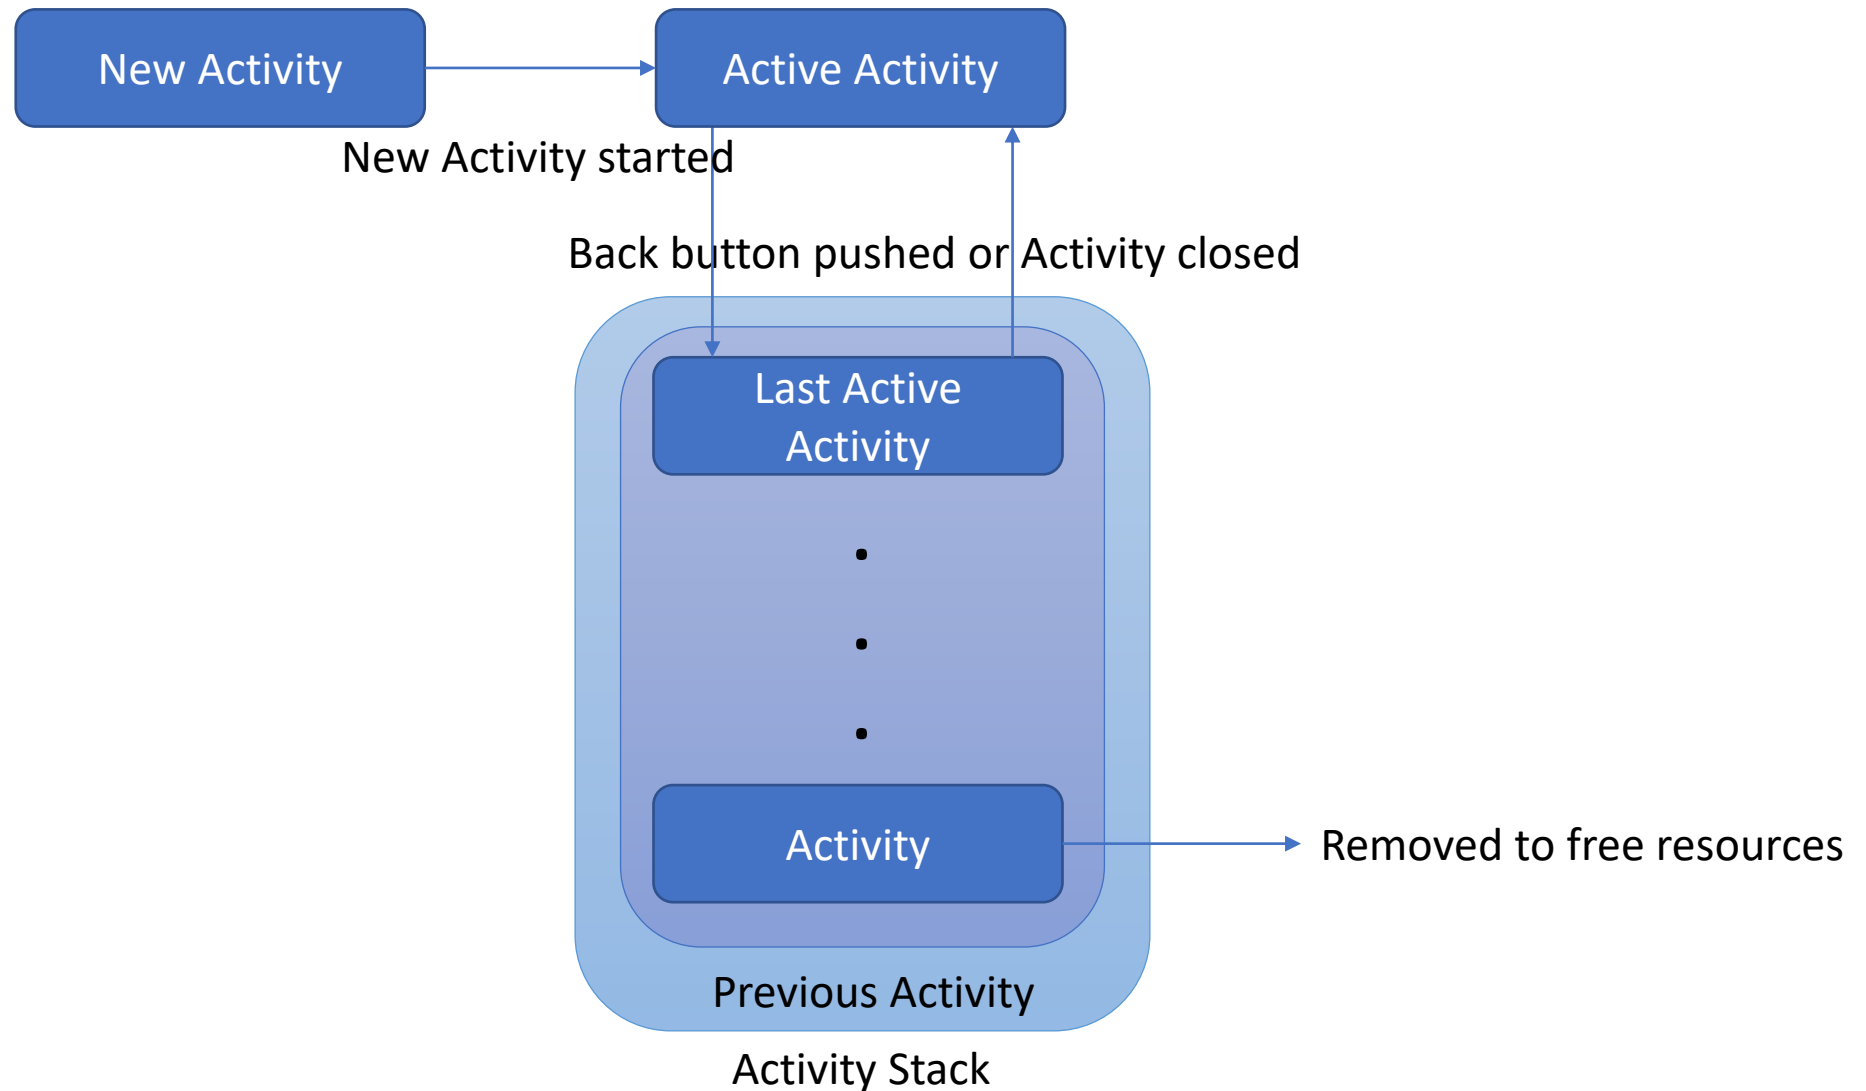 New Activity
Active Activity
New Activity started
Back button pushed or Activity closed
Last Active
Activity
.
.
.
Activity
Removed to free resources
Previous Activity
Activity Stack